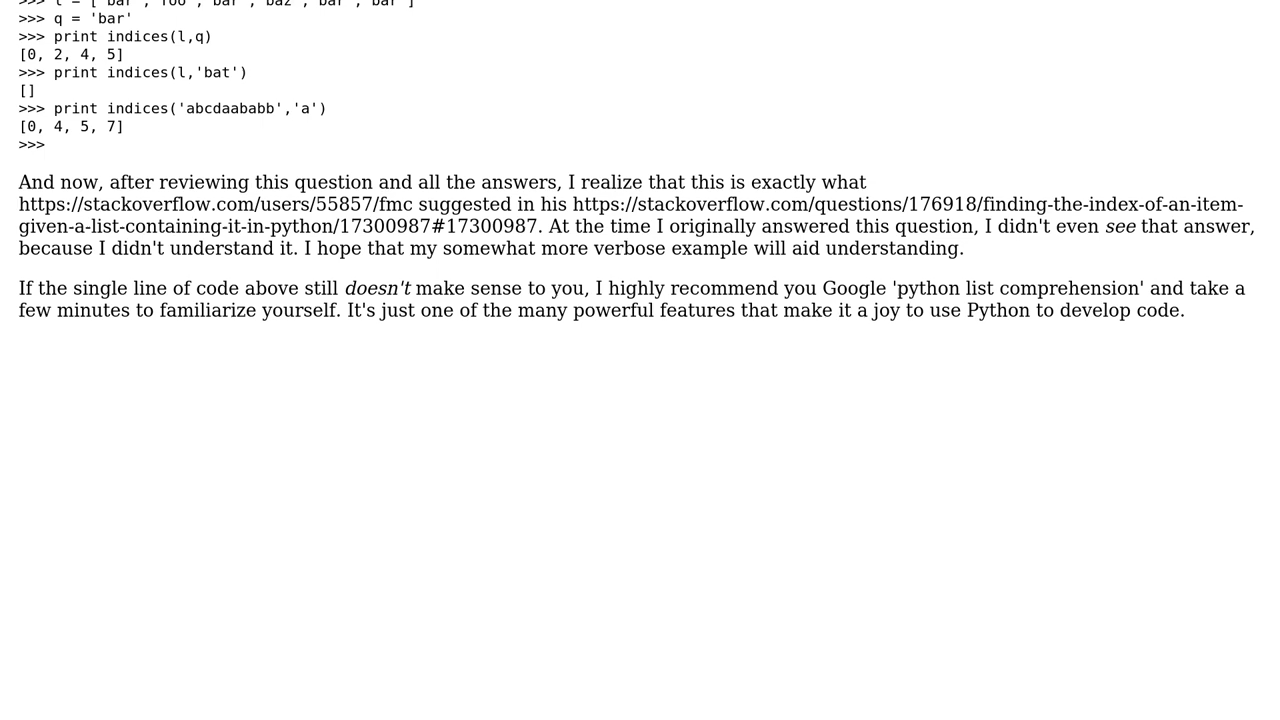 >>> l = ['bar','foo','bar','baz','bar','bar']
>>> q = 'bar'
>>> print indices(l,q)
[0, 2, 4, 5]
>>> print indices(l,'bat')
[]
>>> print indices('abcdaababb','a')
[0, 4, 5, 7]
>>>
And now, after reviewing this question and all the answers, I realize that this is exactly what
https://stackoverflow.com/users/55857/fmc suggested in his https://stackoverflow.com/questions/176918/finding-the-index-of-an-item-
given-a-list-containing-it-in-python/17300987#17300987. At the time I originally answered this question, I didn't even see that answer,
because I didn't understand it. I hope that my somewhat more verbose example will aid understanding.
If the single line of code above still doesn't make sense to you, I highly recommend you Google 'python list comprehension' and take a
few minutes to familiarize yourself. It's just one of the many powerful features that make it a joy to use Python to develop code.